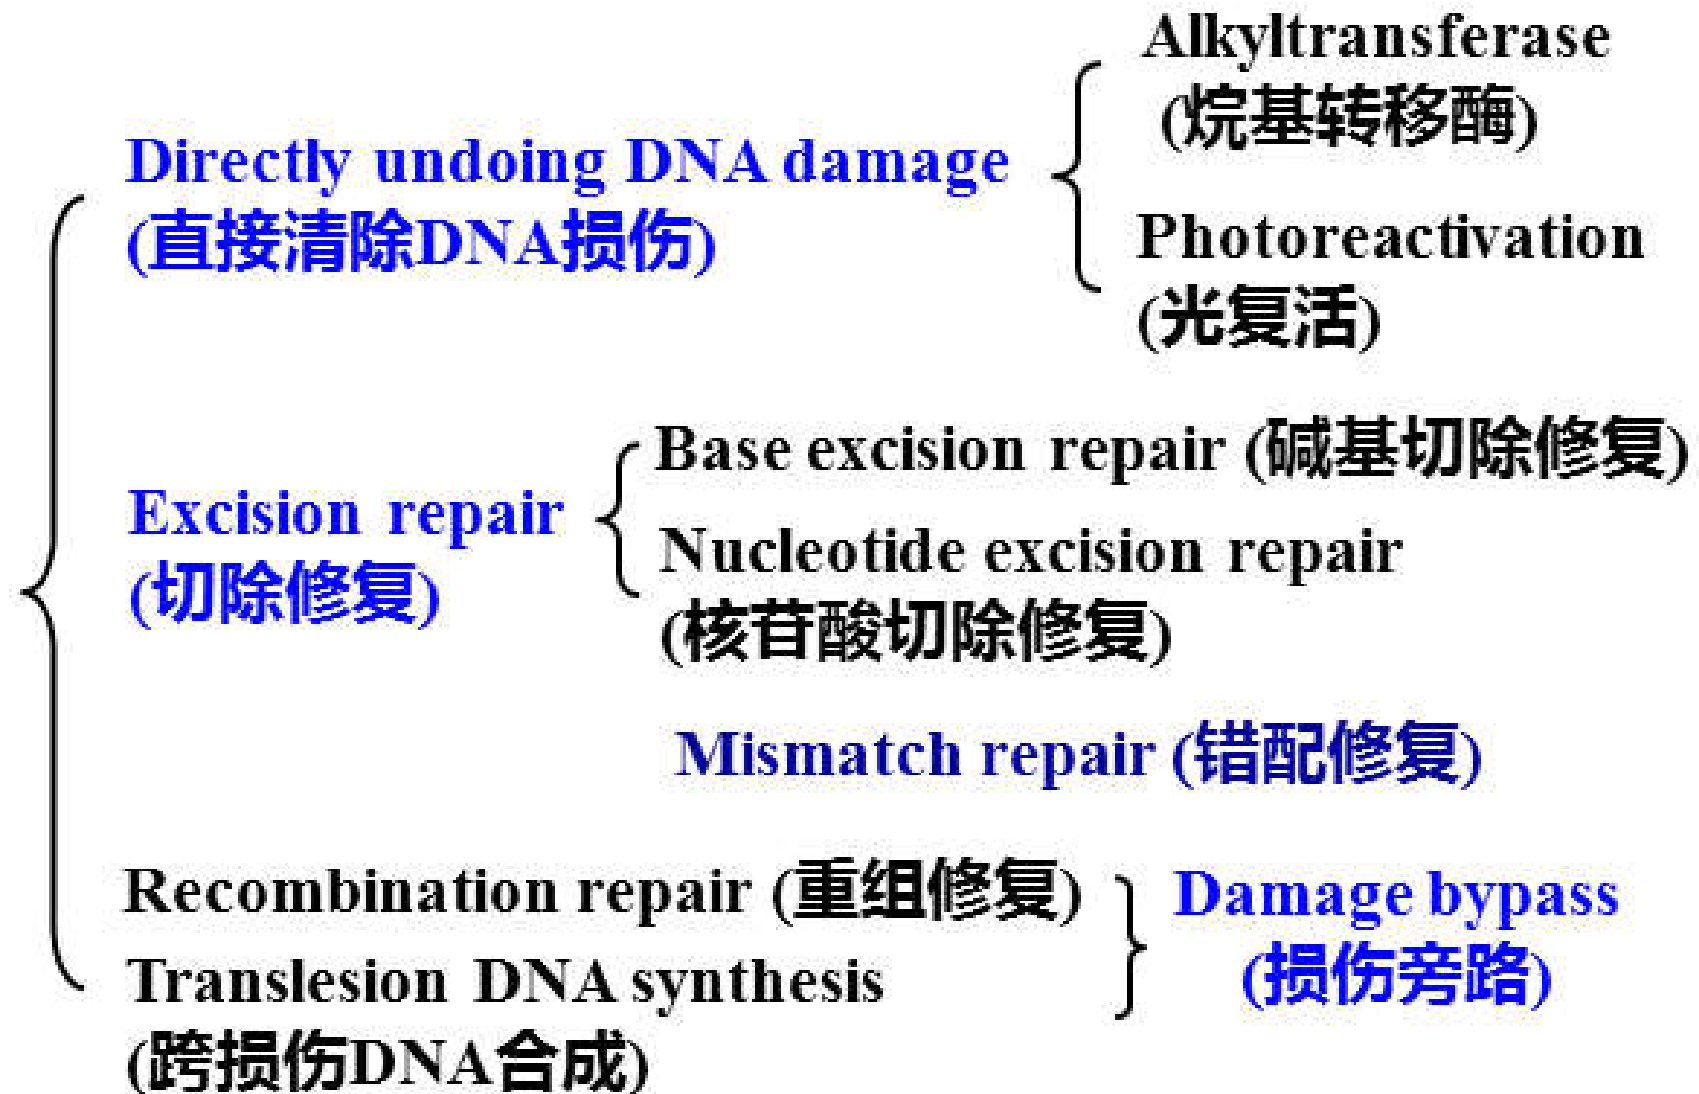 Alkyltransferase
(烷基转移酶)
Directly undoing DNA damage
(直接清除DNA损伤)
Photoreactivation
(光复活)
Base excision repair (碱基切除修复)
Excision repair
(切除修复)
Nucleotide excision repair
(核苷酸切除修复)
Mismatch repair (错配修复)
Recombination repair (重组修复)
Damage bypass
(损伤旁路)
Translesion DNA synthesis
(跨损伤DNA合成)